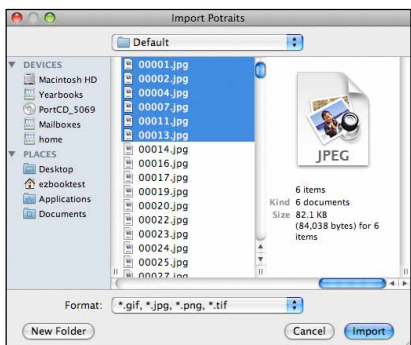 Import Potraits
Default
DEVICES
Macintosh HD
Yearbooks
PortCD_5069
Mailboxes
home
PLACES
Desktop
ezbooktest
Applications
Documents
00001.jpg
00002.jpg
00004.jpg
00007.jpg
00011.jpg
00013.jpg
00014.jpg
00016.jpg
00017.jpg
00019.jpg
00020.jpg
00022.jpg
00023.jpg
00024.jpg
00025.jpg
00027.jpg
JPEG
6 items
Kind 6 documents
Size 82.1 KB
(84,038 bytes) for 6
items
Format: *.gif, *.jpg, *.png, *.tif
New Folder
Cancel
Import